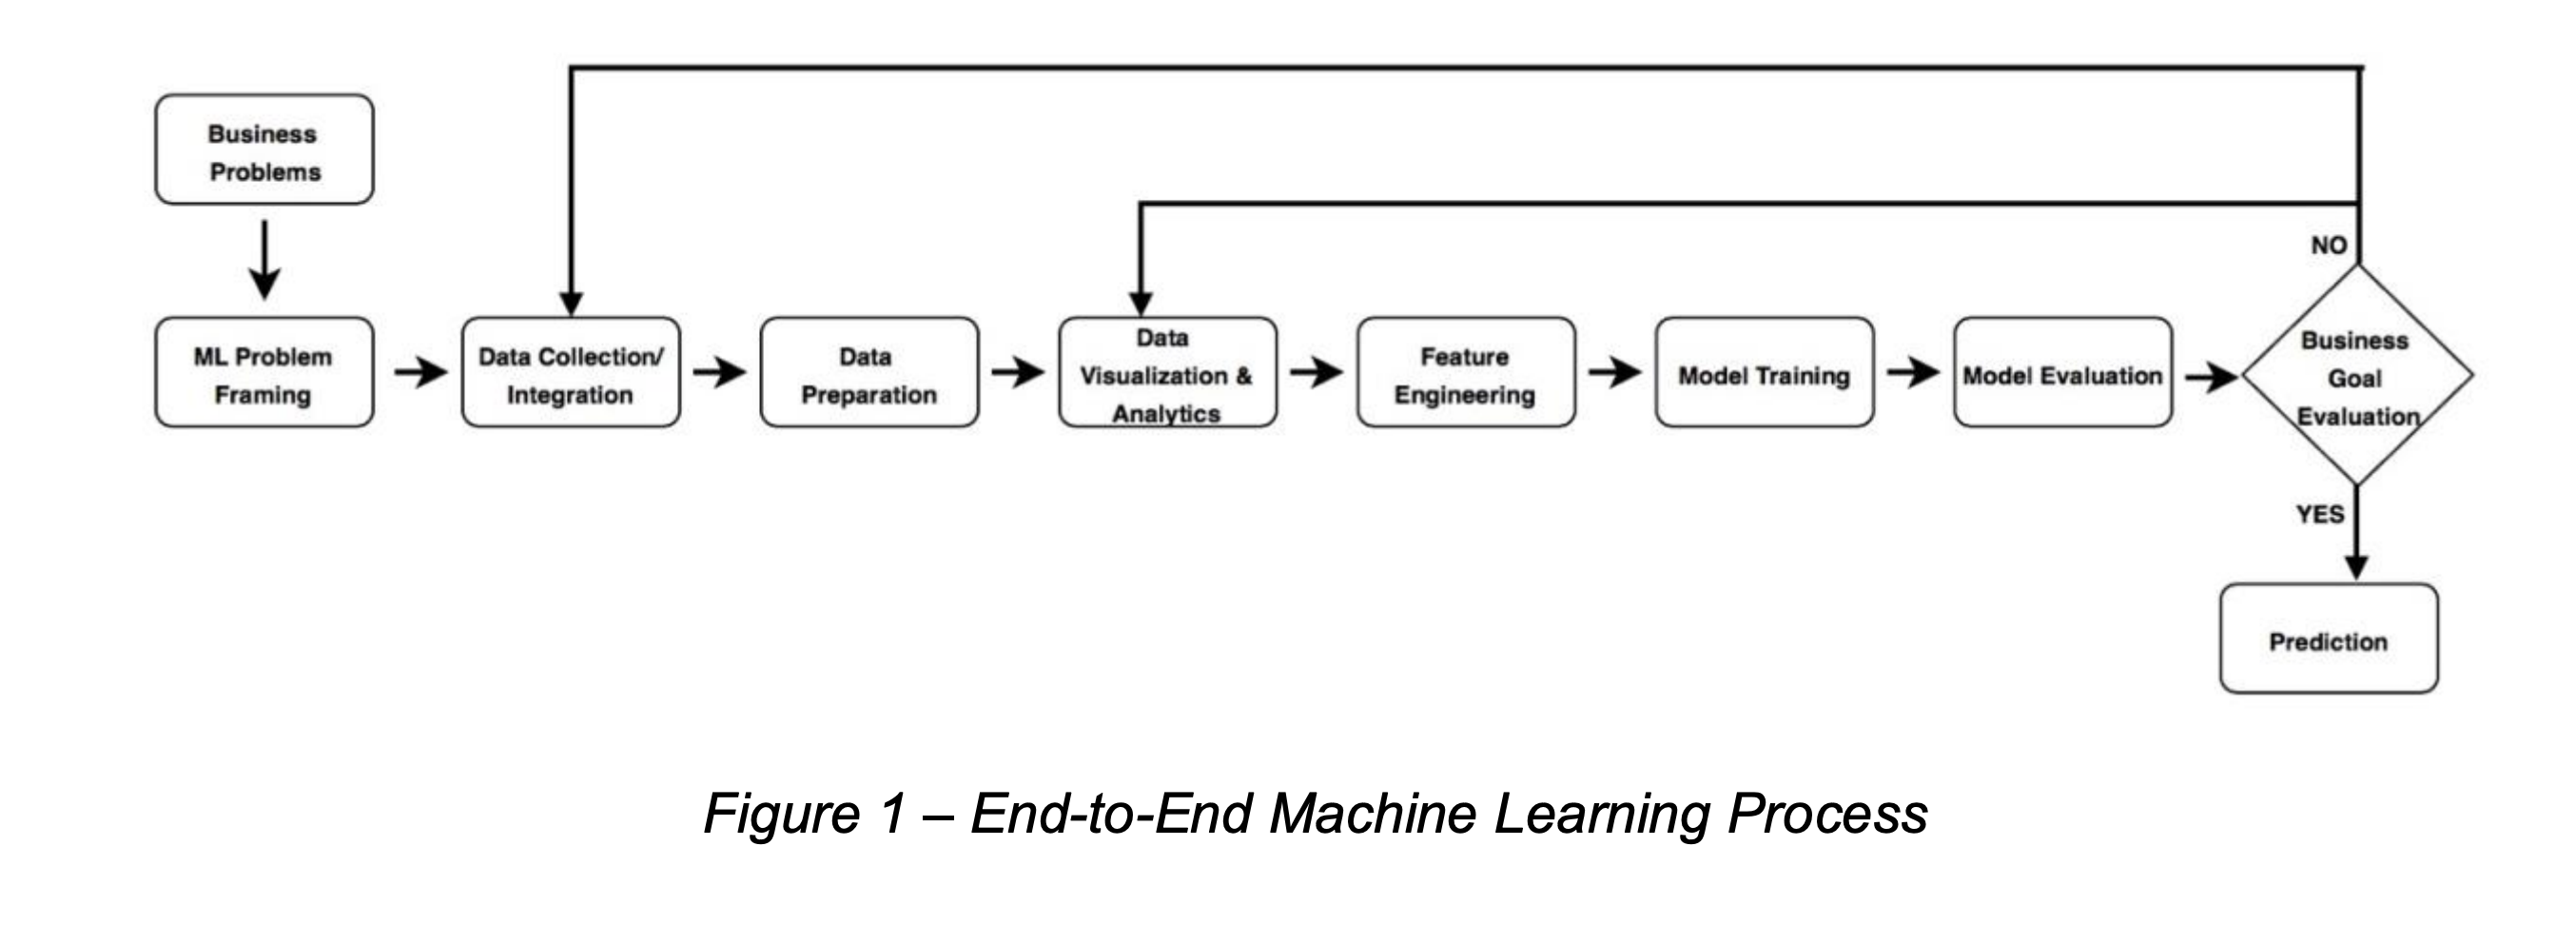 Business
Problems
NO
ML Problem
Framing
Data Collection/
Integration
Data
Preparation
Data
Visualization &
Analytics
Feature
Engineering
Model Training
Model Evaluation
Business
Goal
Evaluation
YES
Prediction
Figure 1 – End-to-End Machine Learning Process